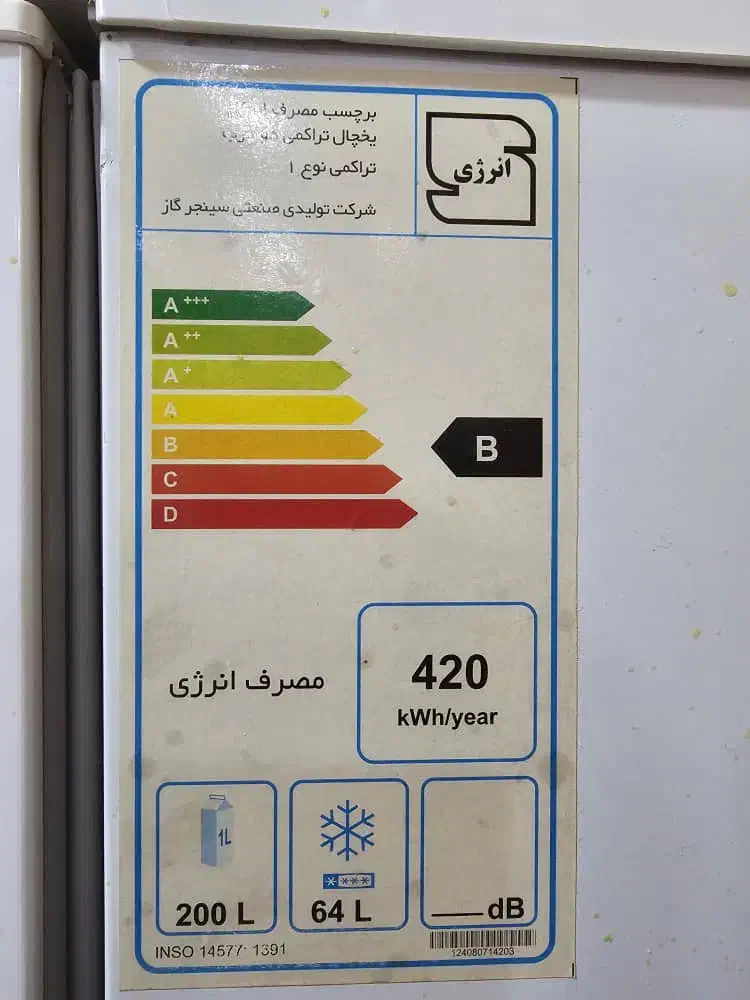 برچسب مصرف
یخچال تراکمی
تراکمی نوع ۱
شرکت تولیدی صنعتی سینجر گاز
انرژی
A+++
A++
A+
A
B
C
D
B
420
kWh/year
مصرف انرژی
1L
200 L
64 L
dB
INSO 14577: 1391
124080714203